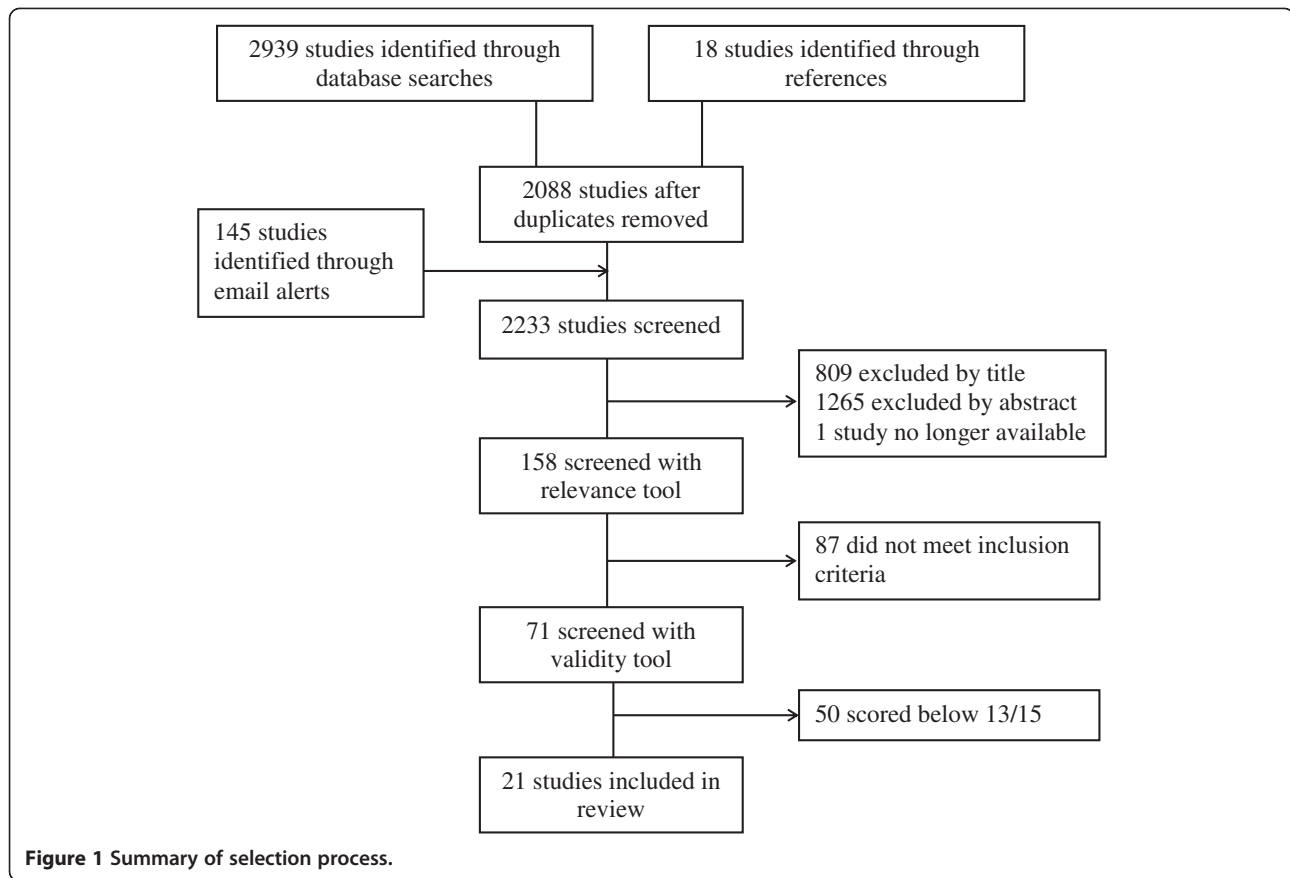 2939 studies identified through
database searches
18 studies identified through
references
2088 studies after
duplicates removed
145 studies
identified through
email alerts
2233 studies screened
809 excluded by title
1265 excluded by abstract
1 study no longer available
158 screened with
relevance tool
87 did not meet inclusion
criteria
71 screened with
validity tool
50 scored below 13/15
21 studies included in
review
Figure 1 Summary of selection process.